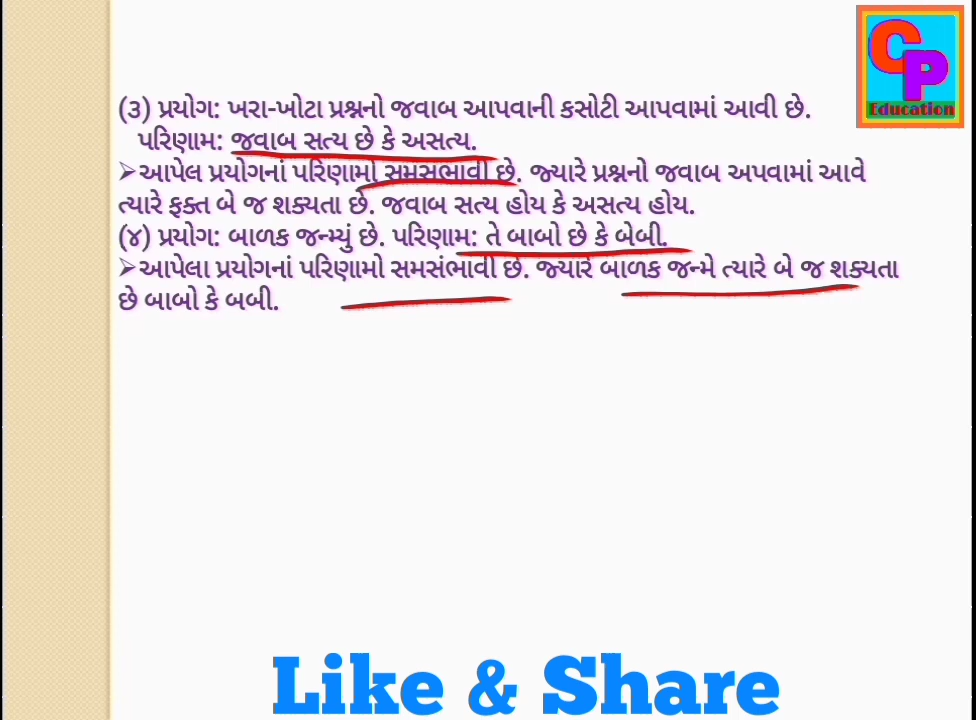 CP
Education
(૩) પ્રયોગ: ખરા-ખોટા પ્રશ્નનો જવાબ આપવાની કસોટી આપવામાં આવી છે.
પરિણામ: જવાબ સત્ય છે કે અસત્ય.
➢આપેલ પ્રયોગનાં પરિણામો સમસંભાવી છે. જ્યારે પ્રશ્નનો જવાબ અપવામાં આવે
ત્યારે ફક્ત બે જ શક્યતા છે. જવાબ સત્ય હોય કે અસત્ય હોય.
(૪) પ્રયોગ: બાળક જન્મ્યું છે. પરિણામ: તે બાબો છે કે બેબી.
➢આપેલા પ્રયોગનાં પરિણામો સમસંભાવી છે. જ્યારે બાળક જન્મે ત્યારે બે જ શક્યતા
છે બાબો કે બબી.
Like & Share